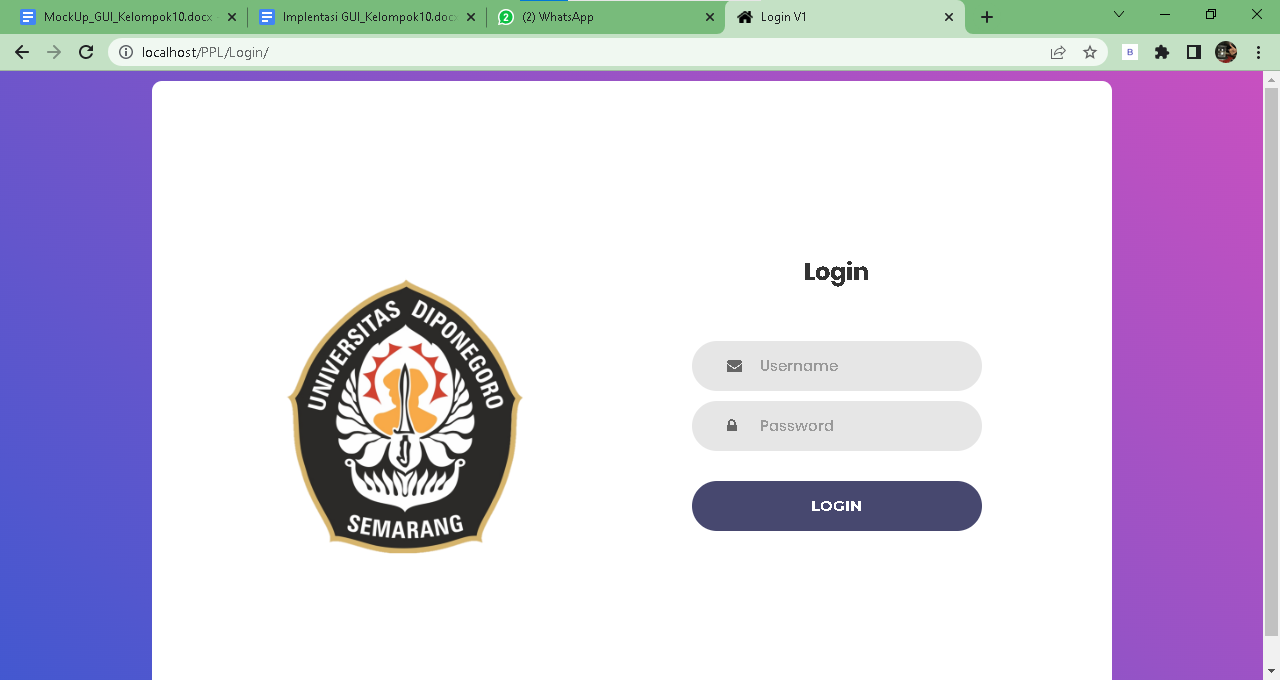 MockUp_GUI_Kelompok10.docx
Implentasi GUI_Kelompok10.doc
2
(2) WhatsApp
Login V1
localhost/PPL/Login/
B
Login
UNIVERSITAS DIPONEGORO
SEMARANG
Username
Password
LOGIN